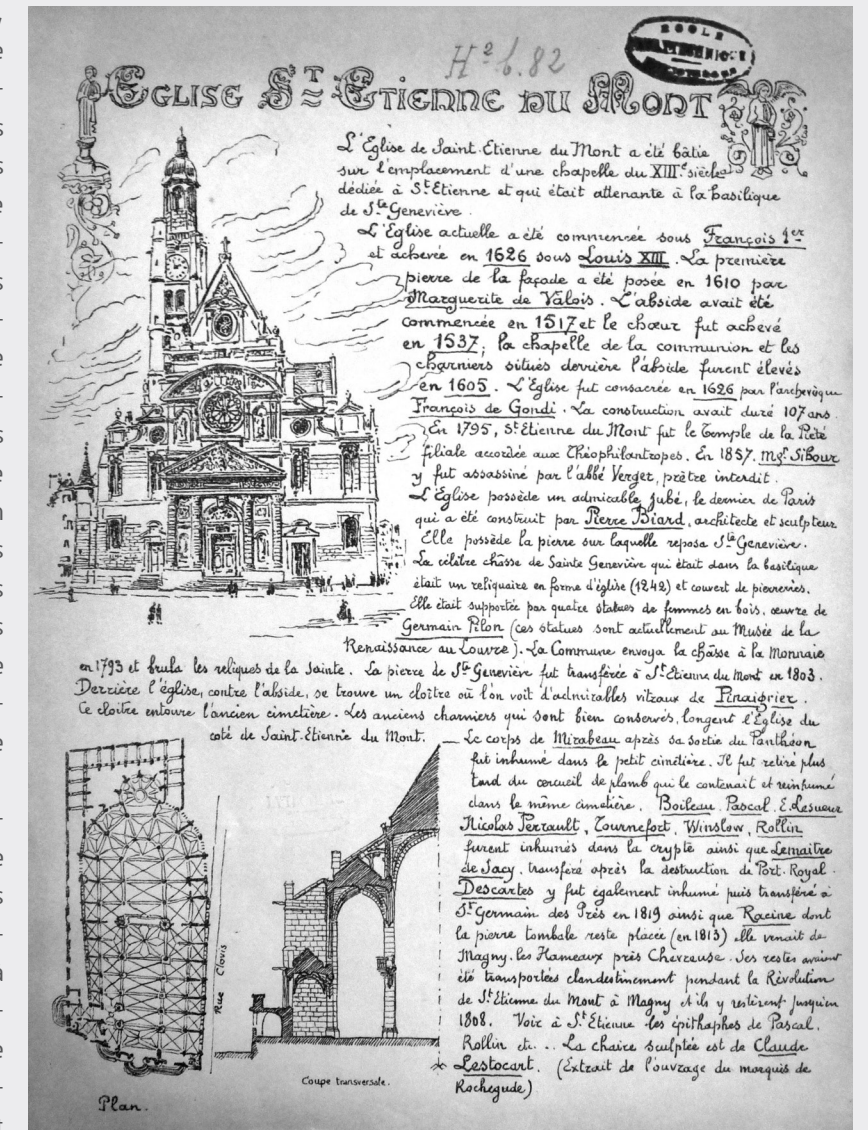 H² b. 82
ECOLE
POLYTECHNIQUE
EGLISE ST ETIENNE DU MONT
L'Eglise de Saint-Etienne du Mont a été bâtie
sur l'emplacement d'une chapelle du XIIIe siècle
dédiée à St Etienne et qui était attenante à la basilique
de Ste Geneviève.
L'Eglise actuelle a été commencée sous François 1er
et achevée en 1626 sous Louis XIII. La première
pierre de la façade a été posée en 1610 par
Marguerite de Valois. L'abside avait été
commencée en 1517 et le chœur fut achevé
en 1537; la chapelle de la communion et les
charniers situés derrière l'abside furent élevés
en 1605. L'Eglise fut consacrée en 1626 par l'archevêque
François de Gondi. La construction avait duré 107 ans.
En 1795, St Etienne du Mont fut le Temple de la Piété
filiale accordée aux Théophilantropes. En 1857. Mgr Sibour
y fut assassiné par l'abbé Verger, prêtre interdit.
L'Eglise possède un admirable jubé, le dernier de Paris
qui a été construit par Pierre Biard, architecte et sculpteur
Elle possède la pierre sur laquelle reposa Ste Geneviève.
La célèbre châsse de Sainte Geneviève qui était dans la basilique
était un reliquaire en forme d'église (1242) et couvert de pierreries.
Elle était supportée par quatre statues de femmes en bois, œuvre de
Germain Pilon (ces statues sont actuellement au Musée de la
Renaissance au Louvre). La Commune envoya la châsse à la Monnaie
en 1793 et brula les reliques de la Sainte. La pierre de Ste Geneviève fut transférée à St Etienne du Mont en 1803.
Derrière l'église, contre l'abside, se trouve un cloître où l'on voit d'admirables vitraux de Pinaigrier.
Ce cloitre entoure l'ancien cimetière. Les anciens charniers qui sont bien conservés, longent l'Eglise du
coté de Saint-Etienne du Mont. — Le corps de Mirabeau après sa sortie du Panthéon
fut inhumé dans le petit cimetière. Il fut retiré plus
tard du cercueil de plomb qui le contenait et reinhumé
dans le même cimetière. Boileau. Pascal. E. Lesueur
Nicolas Perrault, Tournefort, Winslow, Rollin
furent inhumés dans la crypte ainsi que Lemaitre
de Sacy, transféré après la destruction de Port-Royal.
Descartes y fut également inhumé puis transféré à
St Germain des Près en 1819 ainsi que Racine dont
la pierre tombale reste placée (en 1813) elle venait de
Magny-les Hameaux près Chevreuse. Ses restes avaient
été transportées clandestinement pendant la Révolution
de St Etienne du Mont à Magny et ils y restèrent jusqu'en
1808. Voir à St Etienne les épithaphes de Pascal,
Rollin etc... La chaire sculptée est de Claude
Lestocart. (Extrait de l'ouvrage du marquis de
Rochegude)
Rue Clovis
Coupe transversale.
Plan.